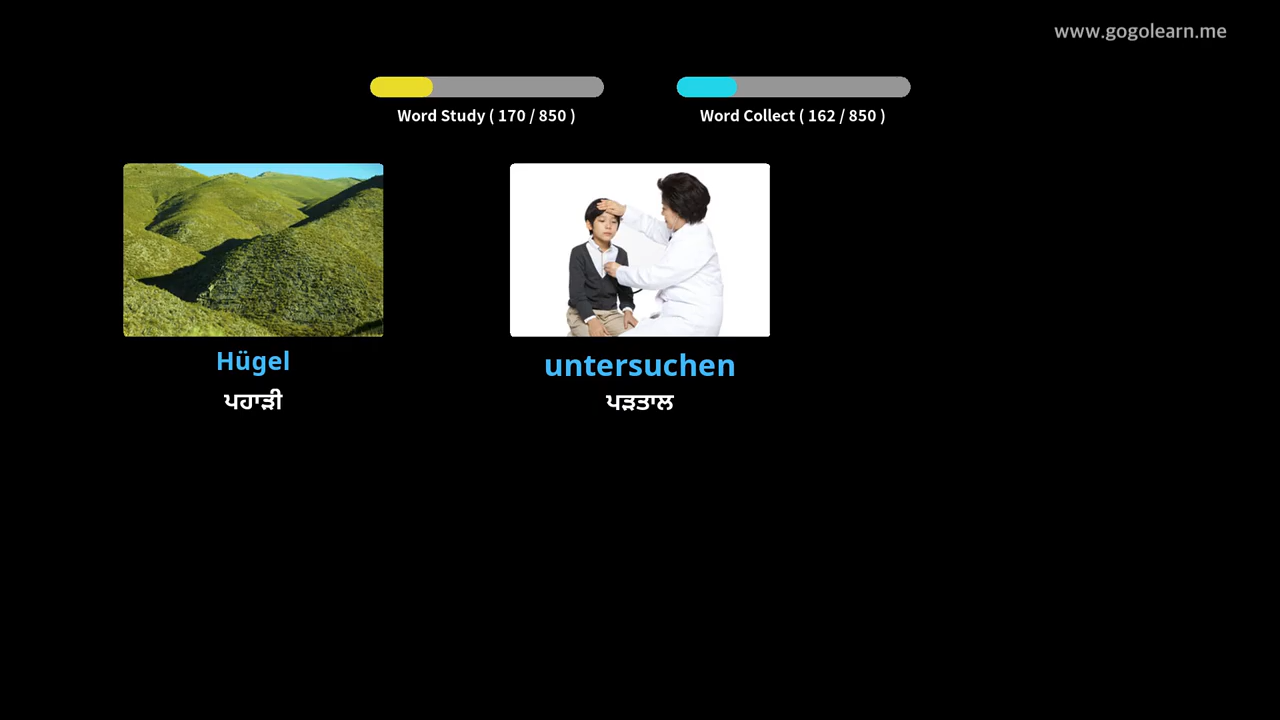 www.gogolearn.me
Word Study ( 170 / 850 )
Word Collect ( 162 / 850 )
Hügel
ਪਹਾੜੀ
untersuchen
ਪੜਤਾਲ